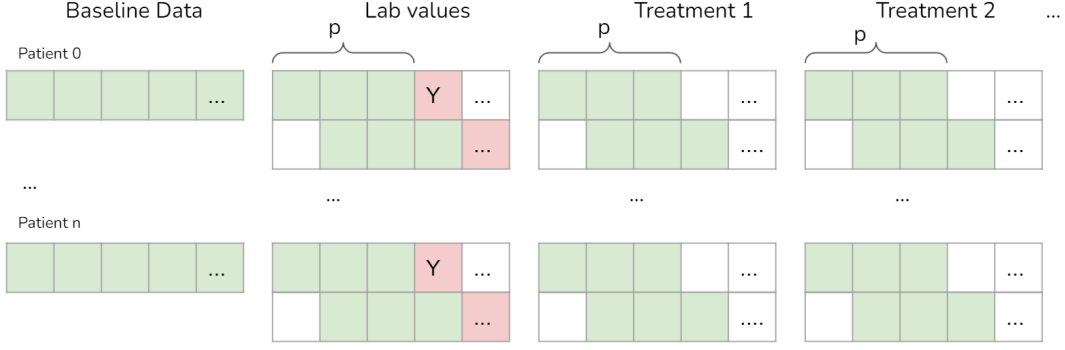 Baseline Data Lab values Treatment 1 Treatment 2 ...
p p p
Patient 0
... Y ... ... ...
... .... ...
... ... ... ...
Patient n
... Y ... ... ...
... .... ...